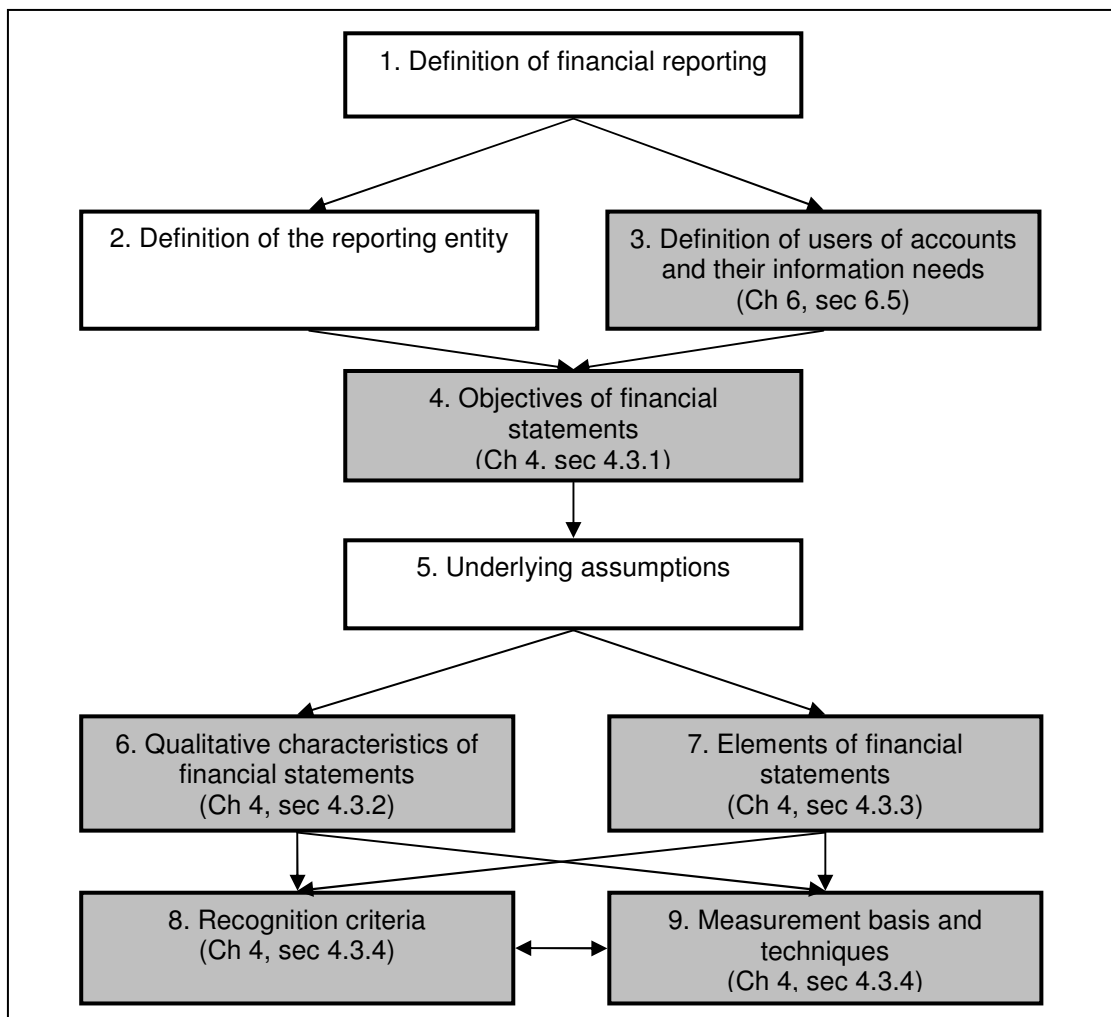 1. Definition of financial reporting
2. Definition of the reporting entity
3. Definition of users of accounts
and their information needs
(Ch 6, sec 6.5)
4. Objectives of financial
statements
(Ch 4. sec 4.3.1)
5. Underlying assumptions
6. Qualitative characteristics of
financial statements
(Ch 4, sec 4.3.2)
7. Elements of financial
statements
(Ch 4, sec 4.3.3)
8. Recognition criteria
(Ch 4, sec 4.3.4)
9. Measurement basis and
techniques
(Ch 4, sec 4.3.4)